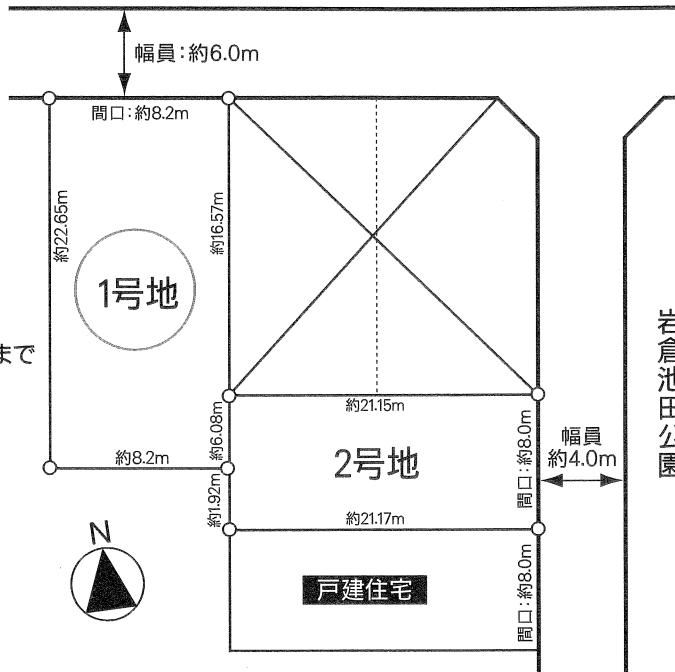 幅員：約6.0m
間口：約8.2m
約22.65m
約16.57m
1号地
まで
約21.15m
約6.08m
約8.2m
2号地
間口：約8.0m
幅員
約4.0m
岩倉池田公園
約1.92m
約21.17m
N
戸建住宅
間口：約8.0m